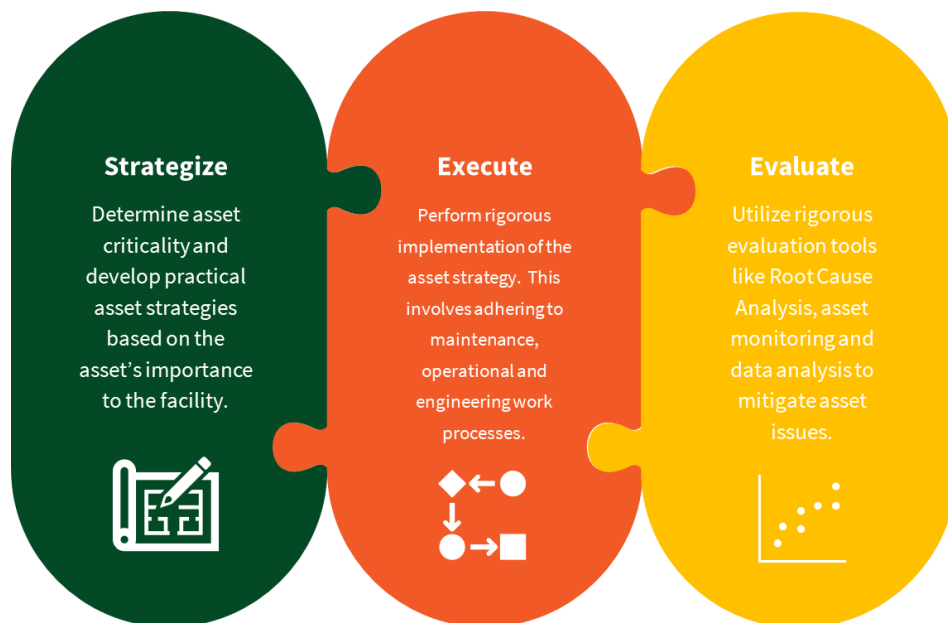 Strategize
Determine asset
criticality and
develop practical
asset strategies
based on the
asset's importance
to the facility.
Execute
Perform rigorous
implementation of the
asset strategy. This
involves adhering to
maintenance,
operational and
engineering work
processes.
Evaluate
Utilize rigorous
evaluation tools
like Root Cause
Analysis, asset
monitoring and
data analysis to
mitigate asset
issues.